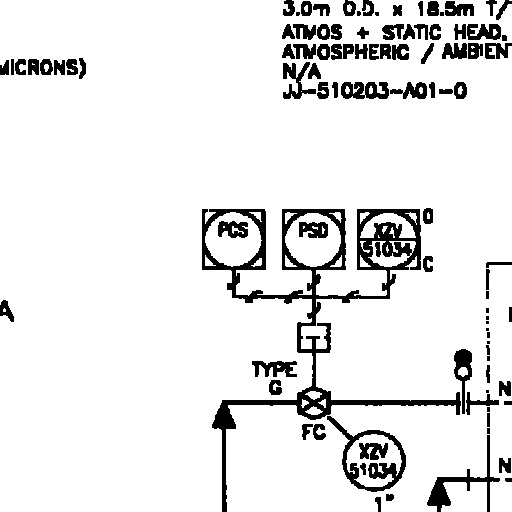 3.0m O.D. x 18.5m T/
ATMOS + STATIC HEAD.
ATMOSPHERIC / AMBIEN
MICRONS)
N/A
JJ-510203-A01-0
PCS
PSD
XZV
51034
O
C
A
TYPE
G
FC
XZV
51034
1"
N
N